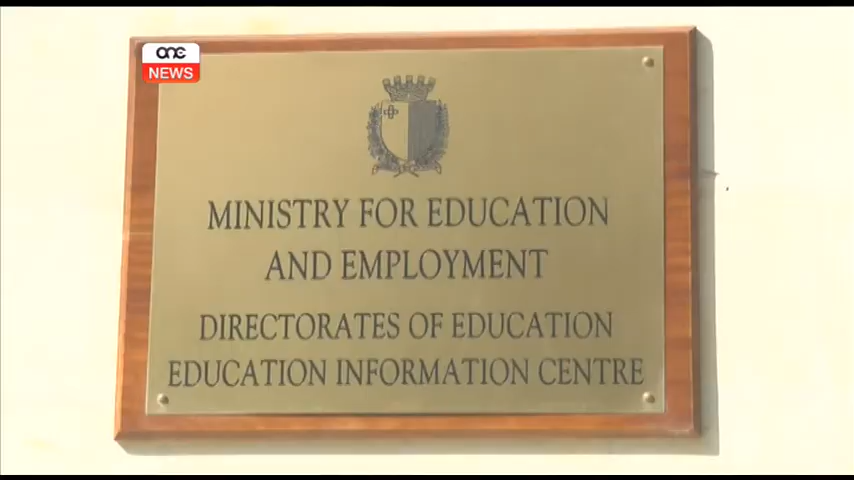 one
NEWS
MINISTRY FOR EDUCATION
AND EMPLOYMENT
DIRECTORATES OF EDUCATION
EDUCATION INFORMATION CENTRE